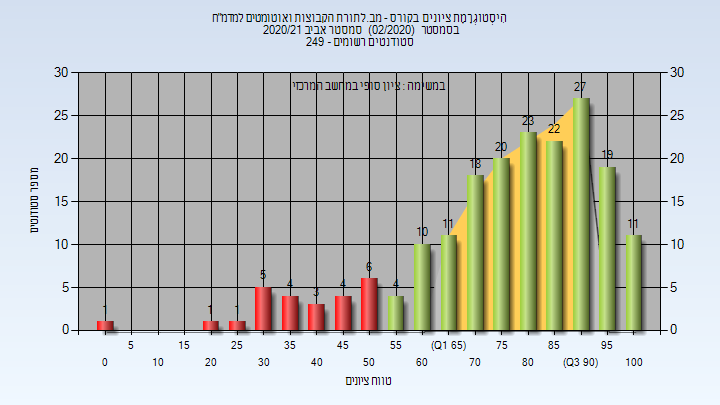 הִיסְטוֹגְרָמַת ציונים בקורס - מב.לתורת הקבוצות ואוטומטים למדמ"ח
בסמסטר (02/2020) סמסטר אביב 2020/21
סטודנטים רשומים - 249
במשימה : ציון סופי במחשב המרכזי
30 30
25 25
20 20
15 15
10 10
5 5
0 0
1 1 1 5 4 3 4 6 4 10 11 18 20 23 22 27 19 11
מספר סטודנטים
5 15 25 35 45 55 (Q1 65) 75 85 95
0 10 20 30 40 50 60 70 80 (Q3 90) 100
טווח ציונים